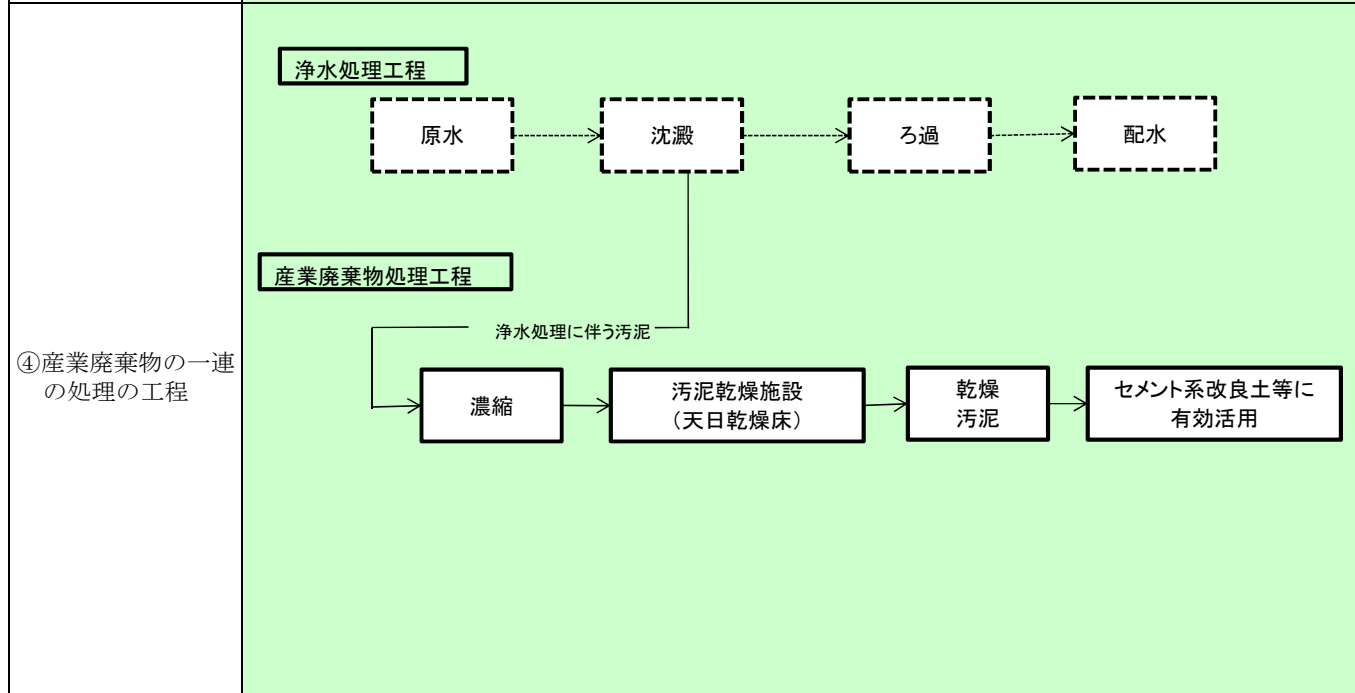 ④産業廃棄物の一連
の処理の工程
浄水処理工程
原水
沈澱
ろ過
配水
産業廃棄物処理工程
浄水処理に伴う汚泥
濃縮
汚泥乾燥施設
（天日乾燥床）
乾燥
汚泥
セメント系改良土等に
有効活用